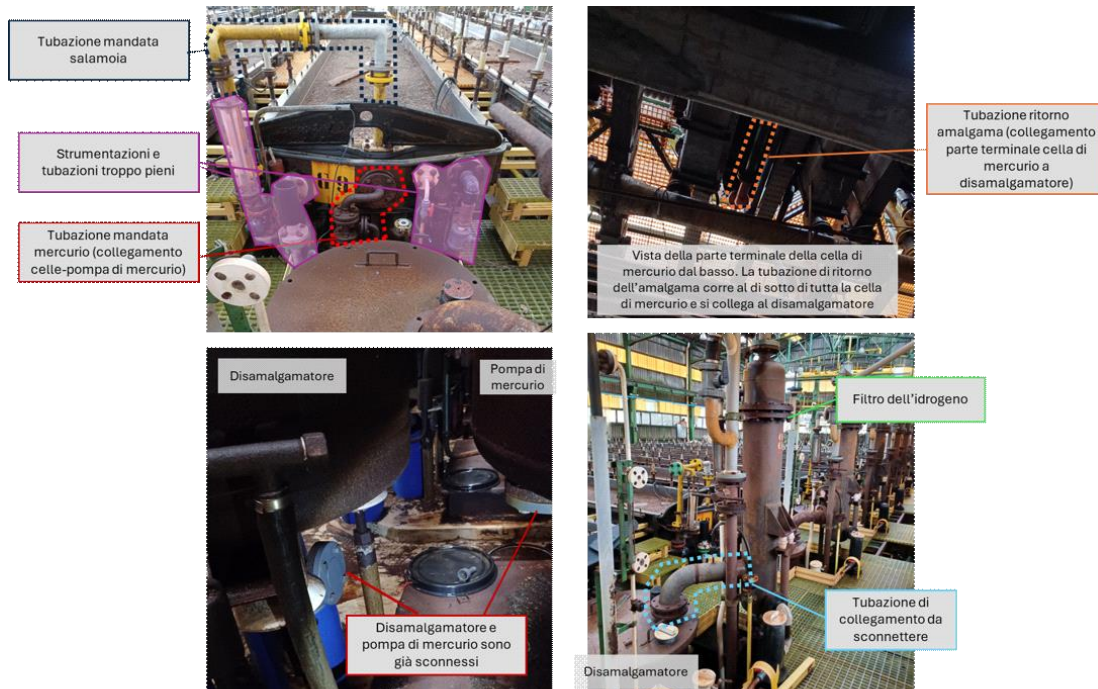 Tubazione mandata
salamoia
Strumentazioni e
tubazioni troppo pieni
Tubazione mandata
mercurio (collegamento
celle-pompa di mercurio)
Tubazione ritorno
amalgama (collegamento
parte terminale cella
di mercurio a
disamalgamatore)
Vista della parte terminale della cella di
mercurio dal basso. La tubazione di ritorno
dell’amalgama corre al di sotto di tutta la cella
di mercurio e si collega al disamalgamatore
Disamalgamatore
Pompa di
mercurio
Disamalgamatore e
pompa di mercurio sono
già sconnessi
Filtro dell’idrogeno
Tubazione di
collegamento da
sconnettere
Disamalgamatore